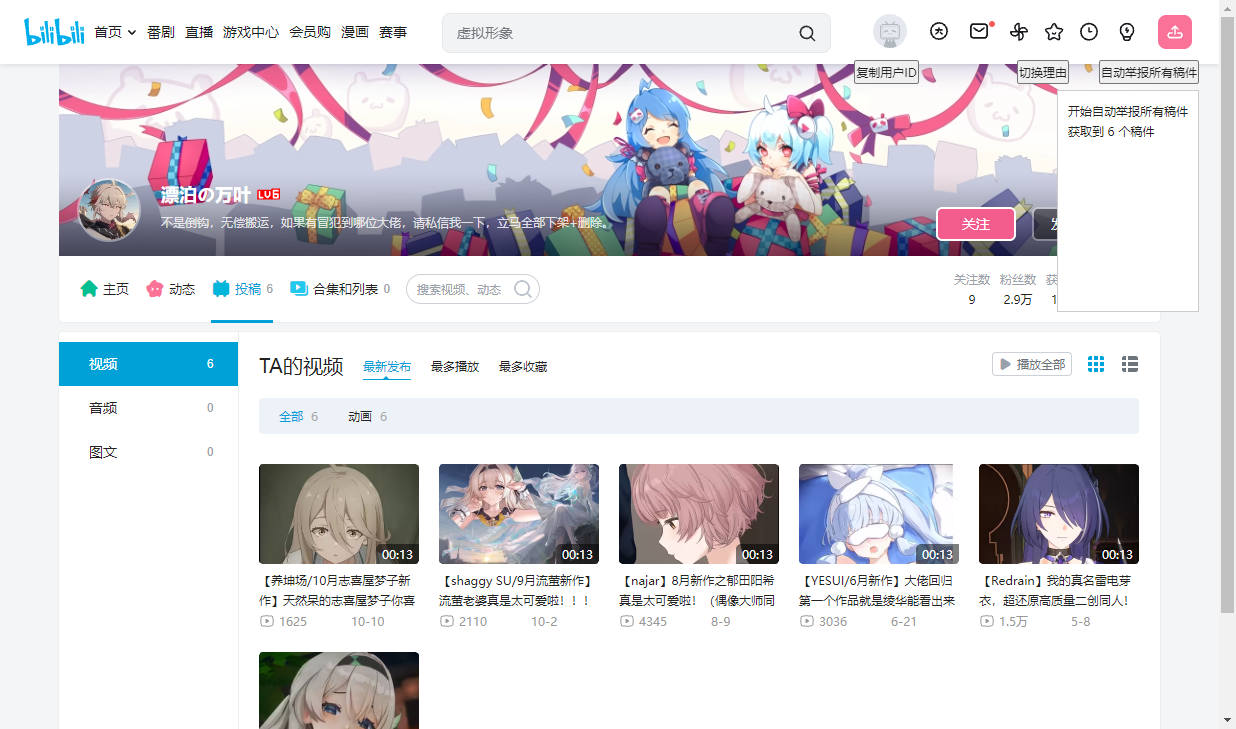 bilibili 首页 番剧 直播 游戏中心 会员购 漫画 赛事 虚拟形象
复制用户ID 切换理由 自动举报所有稿件
开始自动举报所有稿件
获取到 6 个稿件
漂泊の万叶 LV6
不是倒钩，无偿搬运，如果有冒犯到哪位大佬，请私信我一下，立马全部下架+删除。
关注 发
主页 动态 投稿 6 合集和列表 0 搜索视频、动态
关注数 粉丝数 获
9 2.9万 1
视频 6
音频 0
图文 0
TA的视频 最新发布 最多播放 最多收藏 播放全部
全部 6 动画 6
00:13 00:13 00:13 00:13 00:13
【养坤场/10月志喜屋梦子新
作】天然呆的志喜屋梦子你喜
1625 10-10
【shaggy SU/9月流萤新作】
流萤老婆真是太可爱啦！！！
2110 10-2
【najar】8月新作之郁田阳希
真是太可爱啦！（偶像大师同
4345 8-9
【YESUI/6月新作】大佬回归
第一个作品就是绫华能看出来
3036 6-21
【Redrain】我的真名雷电芽
衣，超还原高质量二创同人！
1.5万 5-8